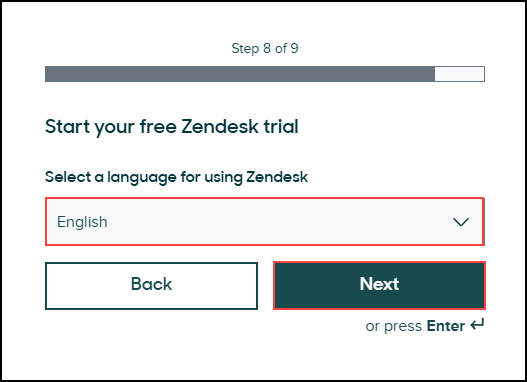 Step 8 of 9
Start your free Zendesk trial
Select a language for using Zendesk
English
Back
Next
or press Enter ↵